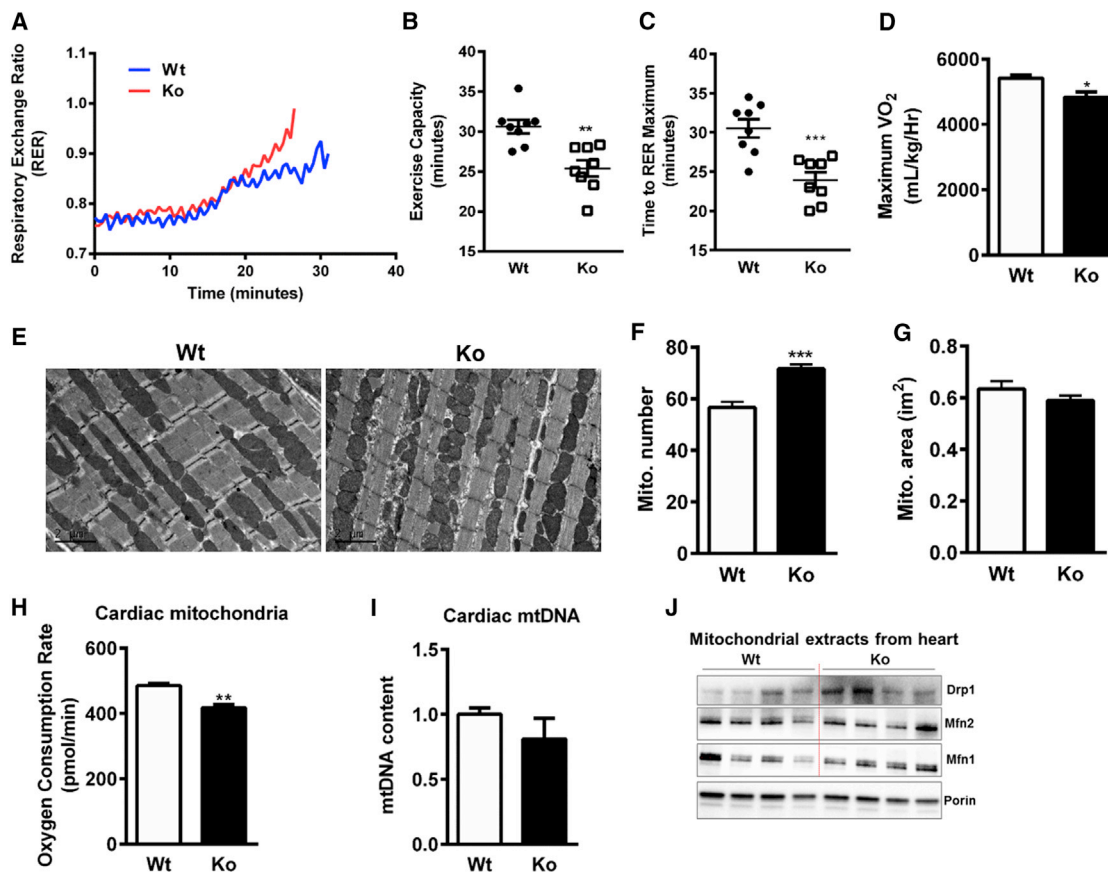 A
Respiratory Exchange Ratio
(RER)
1.1
1.0
0.9
0.8
0.7
Wt
Ko
0
10
20
30
40
Time (minutes)
B
Exercise Capacity
(minutes)
40
35
30
25
20
15
**
Wt
Ko
C
Time to RER Maximum
(minutes)
40
35
30
25
20
15
***
Wt
Ko
D
Maximum VO2
(mL/kg/Hr)
6000
4000
2000
0
*
Wt
Ko
E
Wt
Ko
2 µm
2 µm
F
Mito. number
80
60
40
20
0
***
Wt
Ko
G
Mito. area (im2)
0.8
0.6
0.4
0.2
0.0
Wt
Ko
H
Cardiac mitochondria
Oxygen Consumption Rate
(pmol/min)
600
400
200
0
**
Wt
Ko
I
Cardiac mtDNA
mtDNA content
1.5
1.0
0.5
0.0
Wt
Ko
J
Mitochondrial extracts from heart
Wt
Ko
Drp1
Mfn2
Mfn1
Porin